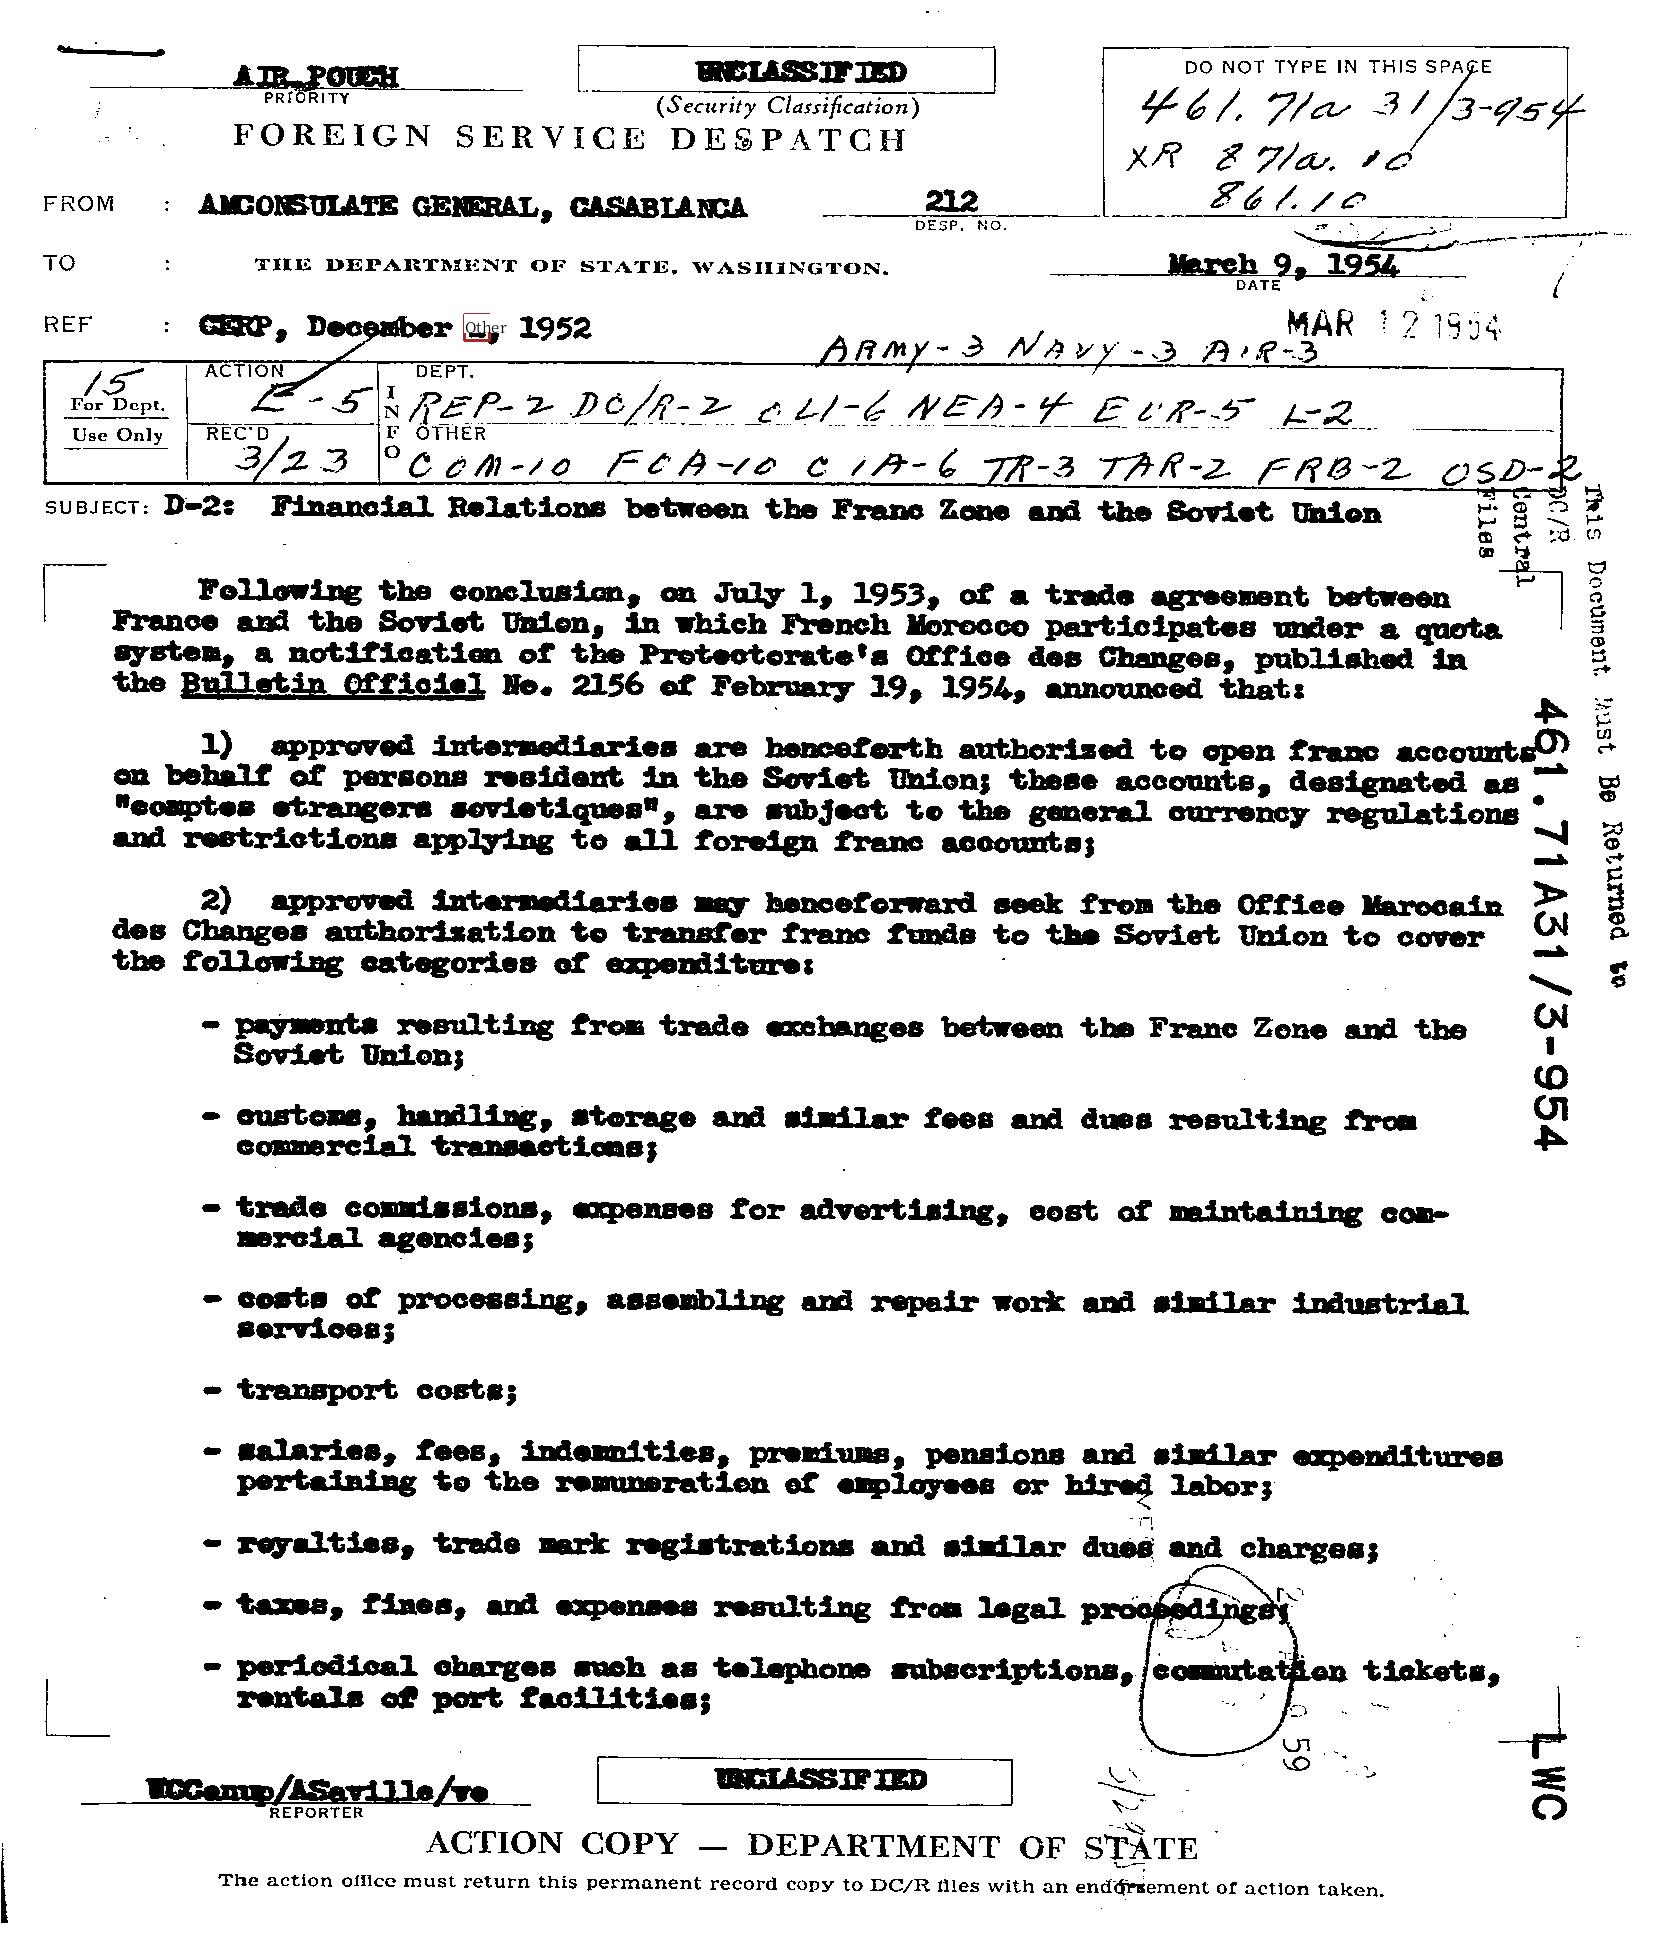 AIR POUCH
PRIORITY
UNCLASSIFIED
(Security Classification)
DO NOT TYPE IN THIS SPACE
461.71a 31/3-954
XR 871a.10
861.10
FOREIGN SERVICE DESPATCH
FROM : AMCONSULATE GENERAL, CASABLANCA
212
DESP. NO.
TO : THE DEPARTMENT OF STATE, WASHINGTON.
March 9, 1954
DATE
REF : CERP, December Other, 1952
MAR 12 1954
ARMY-3 NAVY-3 AIR-3
15
For Dept.
Use Only
ACTION
E-5
REC'D
3/23
INFO
DEPT.
REP-2 DC/R-2 OLI-6 NEA-4 EUR-5 L-2
OTHER
COM-10 FOA-10 CIA-6 TR-3 TAR-2 FRB-2 OSD-2
SUBJECT: D-2: Financial Relations between the Franc Zone and the Soviet Union
Following the conclusion, on July 1, 1953, of a trade agreement between
France and the Soviet Union, in which French Morocco participates under a quota
system, a notification of the Protectorate's Office des Changes, published in
the Bulletin Officiel No. 2156 of February 19, 1954, announced that:
1) approved intermediaries are henceforth authorized to open franc accounts
on behalf of persons resident in the Soviet Union; these accounts, designated as
"comptes etrangers sovietiques", are subject to the general currency regulations
and restrictions applying to all foreign franc accounts;
2) approved intermediaries may henceforward seek from the Office Marocain
des Changes authorization to transfer franc funds to the Soviet Union to cover
the following categories of expenditure:
- payments resulting from trade exchanges between the Franc Zone and the
Soviet Union;
- customs, handling, storage and similar fees and dues resulting from
commercial transactions;
- trade commissions, expenses for advertising, cost of maintaining com-
mercial agencies;
- costs of processing, assembling and repair work and similar industrial
services;
- transport costs;
- salaries, fees, indemnities, premiums, pensions and similar expenditures
pertaining to the remuneration of employees or hired labor;
- royalties, trade mark registrations and similar dues and charges;
- taxes, fines, and expenses resulting from legal proceedings;
- periodical charges such as telephone subscriptions, commutation tickets,
rentals of port facilities;
This Document Must Be Returned to
DC/R
Central
Files
461.71A31/3-954
LWC
WCCamp/ASaville/ve
REPORTER
UNCLASSIFIED
ACTION COPY — DEPARTMENT OF STATE
The action office must return this permanent record copy to DC/R files with an endorsement of action taken.